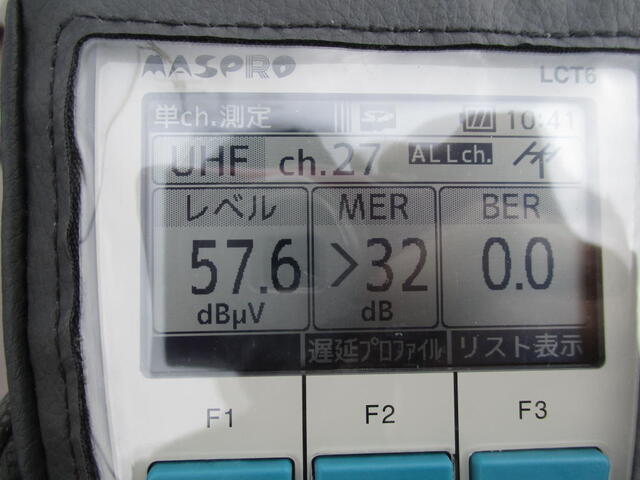 MASPRO
LCT6
単ch.測定 10:41
UHF ch.27 ALLch.
レベル MER BER
57.6 >32 0.0
dBμV dB
遅延プロファイル リスト表示
F1 F2 F3